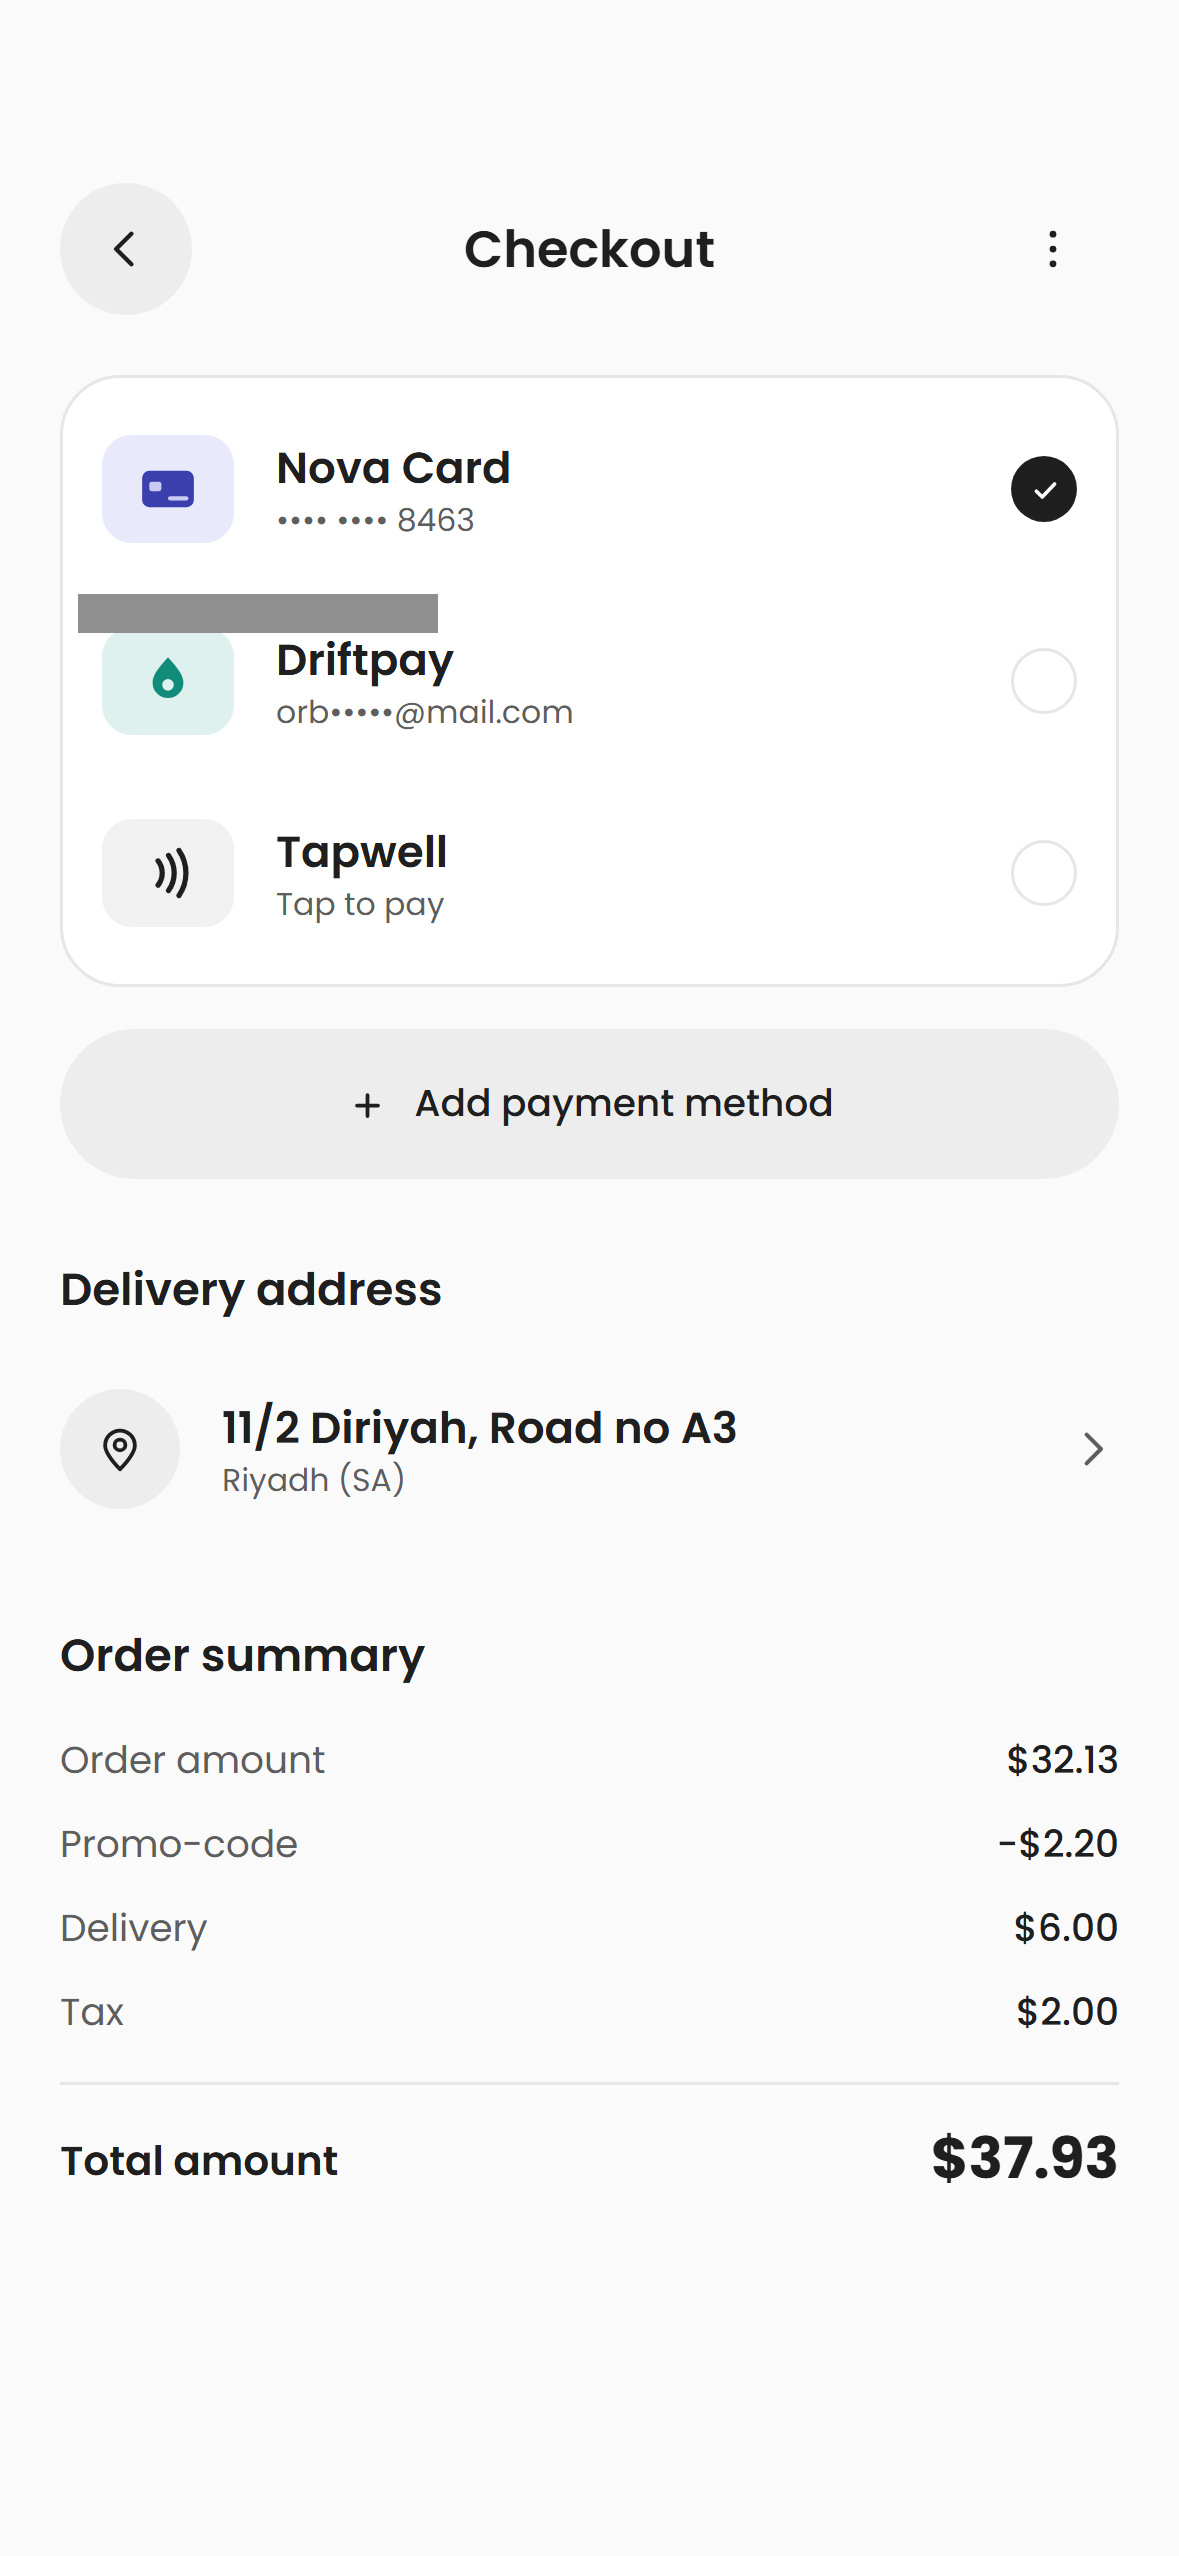 Checkout
Nova Card
•••• •••• 8463
Driftpay
orb•••••@mail.com
Tapwell
Tap to pay
+ Add payment method
Delivery address
11/2 Diriyah, Road no A3
Riyadh (SA)
Order summary
Order amount $32.13
Promo-code -$2.20
Delivery $6.00
Tax $2.00
Total amount $37.93